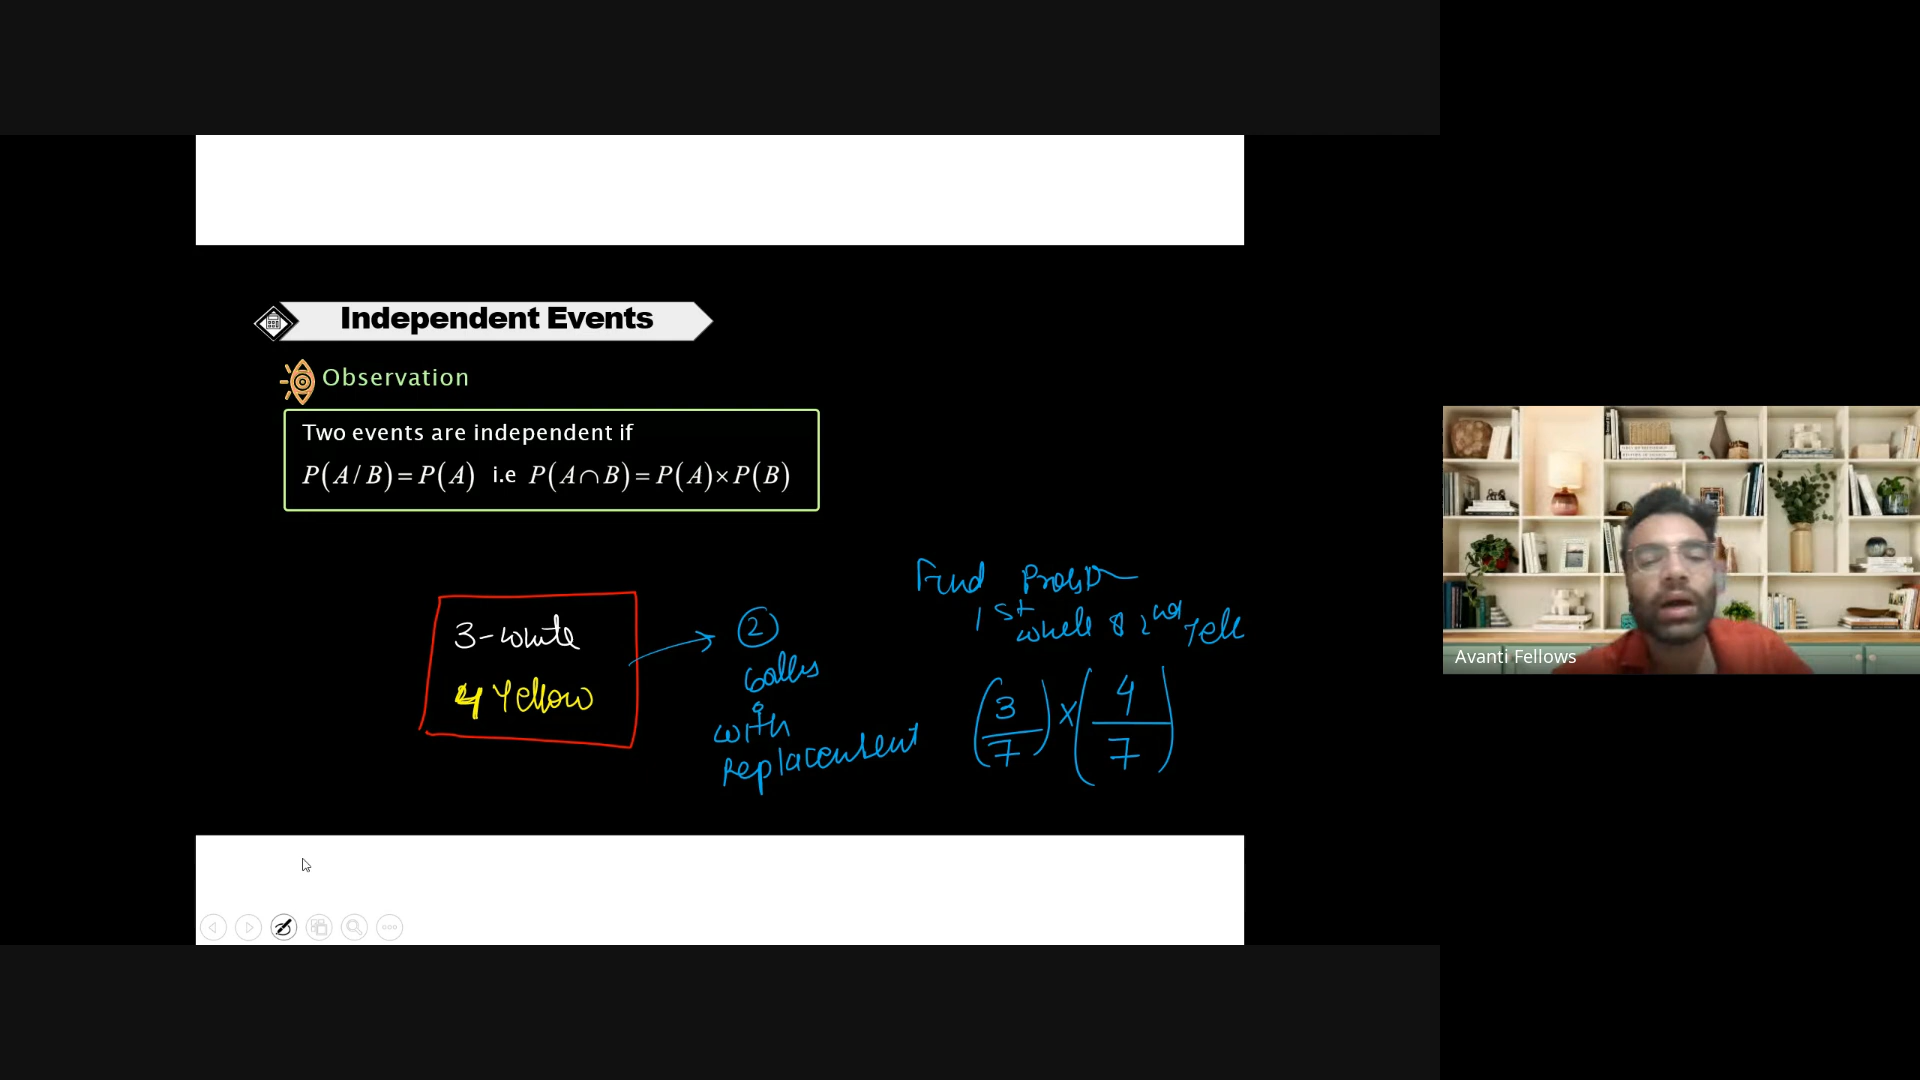 Independent Events
Observation
Two events are independent if
P(A/B)=P(A) i.e P(A∩B)=P(A)×P(B)
3-white
4 Yellow
2
balls
with
replacement
Find
1st white & 2nd Yell
(3/7)×(4/7)
Avanti Fellows